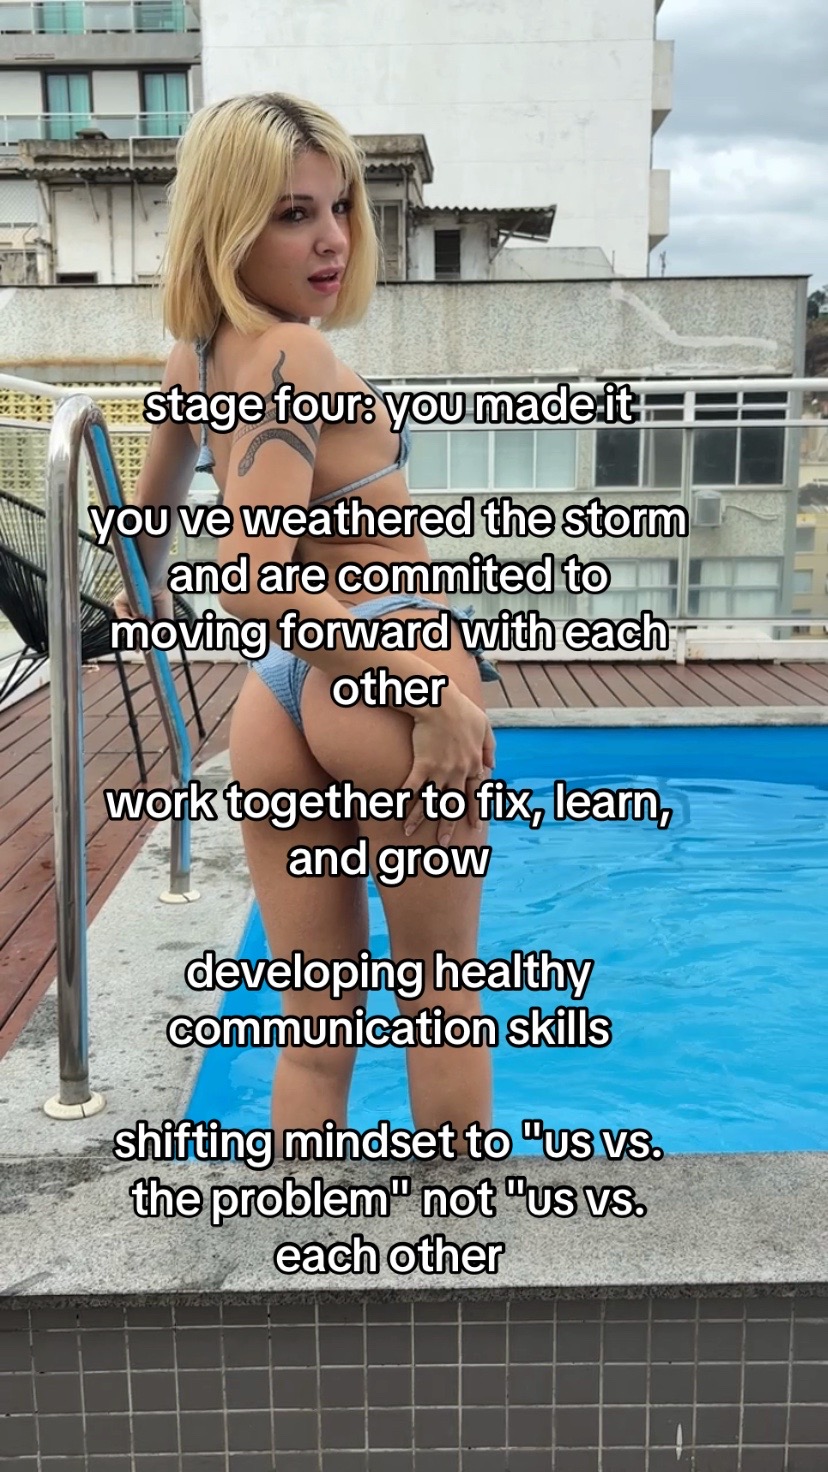 stage four: you made it
you ve weathered the storm
and are commited to
moving forward with each
other
work together to fix, learn,
and grow
developing healthy
communication skills
shifting mindset to "us vs.
the problem" not "us vs.
each other